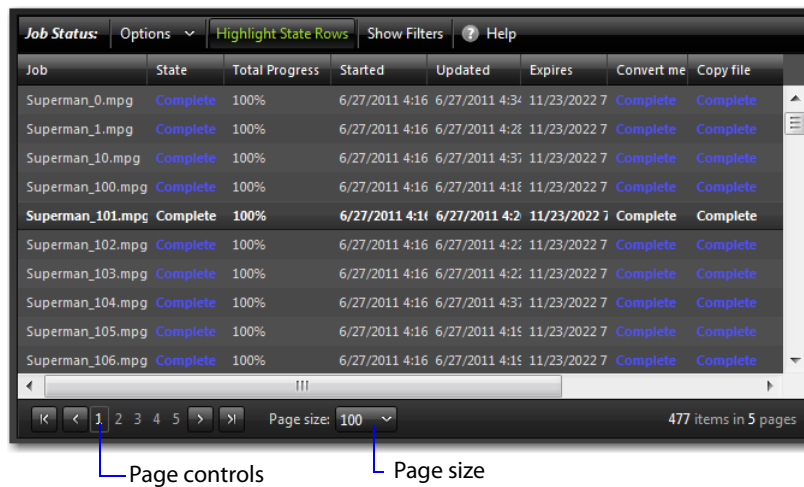 Job Status: Options Highlight State Rows Show Filters ? Help
Job State Total Progress Started Updated Expires Convert me Copy file
Superman_0.mpg Complete 100% 6/27/2011 4:16 6/27/2011 4:34 11/23/2022 7 Complete Complete
Superman_1.mpg Complete 100% 6/27/2011 4:16 6/27/2011 4:28 11/23/2022 7 Complete Complete
Superman_10.mpg Complete 100% 6/27/2011 4:16 6/27/2011 4:37 11/23/2022 7 Complete Complete
Superman_100.mpg Complete 100% 6/27/2011 4:16 6/27/2011 4:18 11/23/2022 7 Complete Complete
Superman_101.mpg Complete 100% 6/27/2011 4:16 6/27/2011 4:2 11/23/2022 7 Complete Complete
Superman_102.mpg Complete 100% 6/27/2011 4:16 6/27/2011 4:22 11/23/2022 7 Complete Complete
Superman_103.mpg Complete 100% 6/27/2011 4:16 6/27/2011 4:22 11/23/2022 7 Complete Complete
Superman_104.mpg Complete 100% 6/27/2011 4:16 6/27/2011 4:37 11/23/2022 7 Complete Complete
Superman_105.mpg Complete 100% 6/27/2011 4:16 6/27/2011 4:19 11/23/2022 7 Complete Complete
Superman_106.mpg Complete 100% 6/27/2011 4:16 6/27/2011 4:19 11/23/2022 7 Complete Complete
1 2 3 4 5 Page size: 100 477 items in 5 pages
Page controls Page size